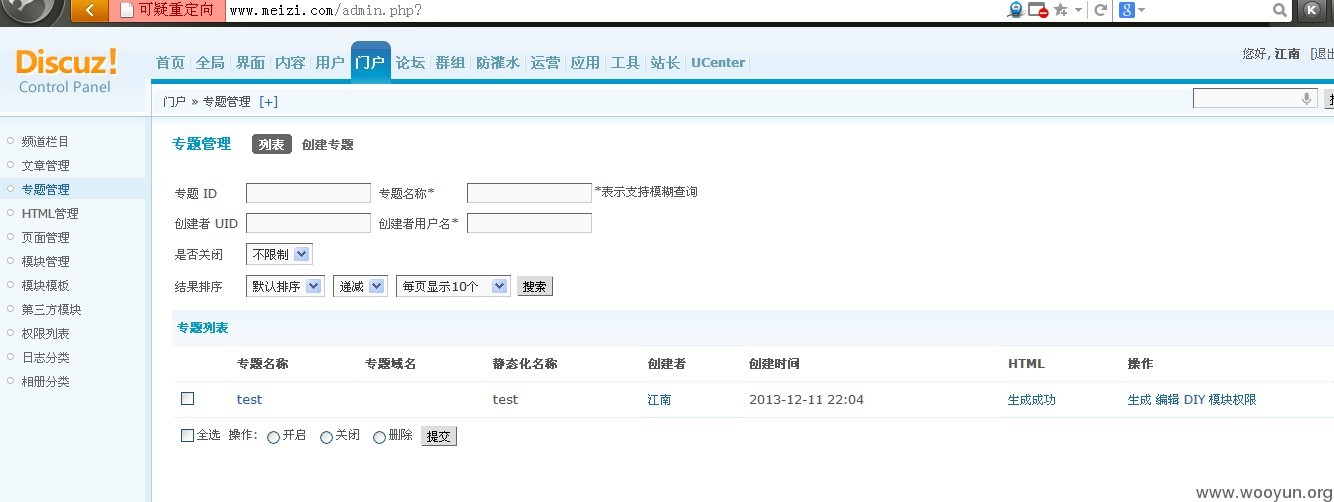 可疑重定向 www.meizi.com/admin.php?
Discuz!
Control Panel
首页 全局 界面 内容 用户 门户 论坛 群组 防灌水 运营 应用 工具 站长 UCenter
您好, 江南 [退出
门户 » 专题管理 [+]
频道栏目
文章管理
专题管理
HTML管理
页面管理
模块管理
模块模板
第三方模块
权限列表
日志分类
相册分类
专题管理 列表 创建专题
专题 ID 专题名称* *表示支持模糊查询
创建者 UID 创建者用户名*
是否关闭 不限制
结果排序 默认排序 递减 每页显示10个 搜索
专题列表
专题名称 专题域名 静态化名称 创建者 创建时间 HTML 操作
test test 江南 2013-12-11 22:04 生成成功 生成 编辑 DIY 模块权限
全选 操作: 开启 关闭 删除 提交
www.wooyun.org